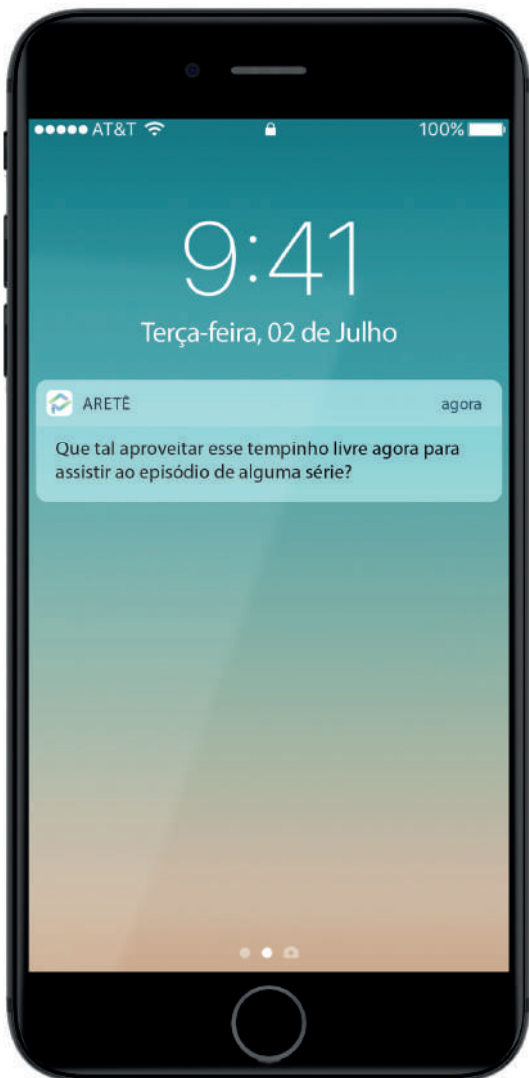 AT&T 100%
9:41
Terça-feira, 02 de Julho
ARETÊ agora
Que tal aproveitar esse tempinho livre agora para
assistir ao episódio de alguma série?